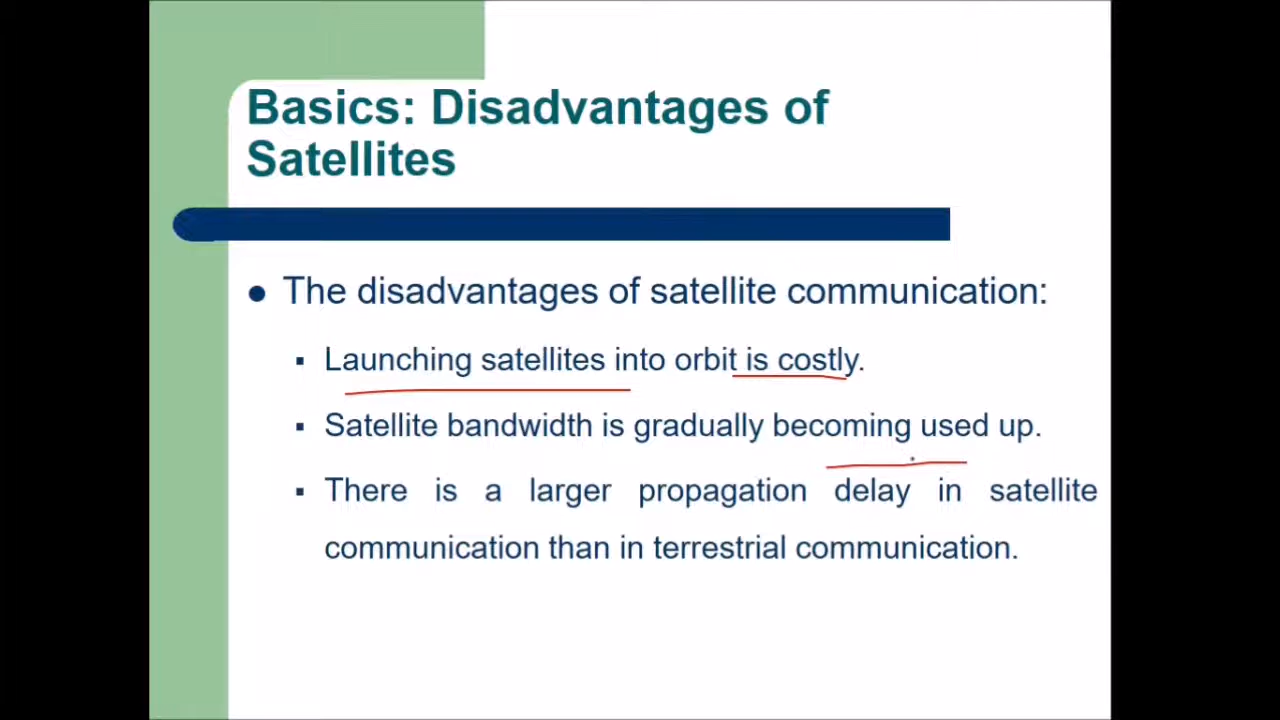 Basics: Disadvantages of
Satellites
The disadvantages of satellite communication:
Launching satellites into orbit is costly.
Satellite bandwidth is gradually becoming used up.
There is a larger propagation delay in satellite
communication than in terrestrial communication.